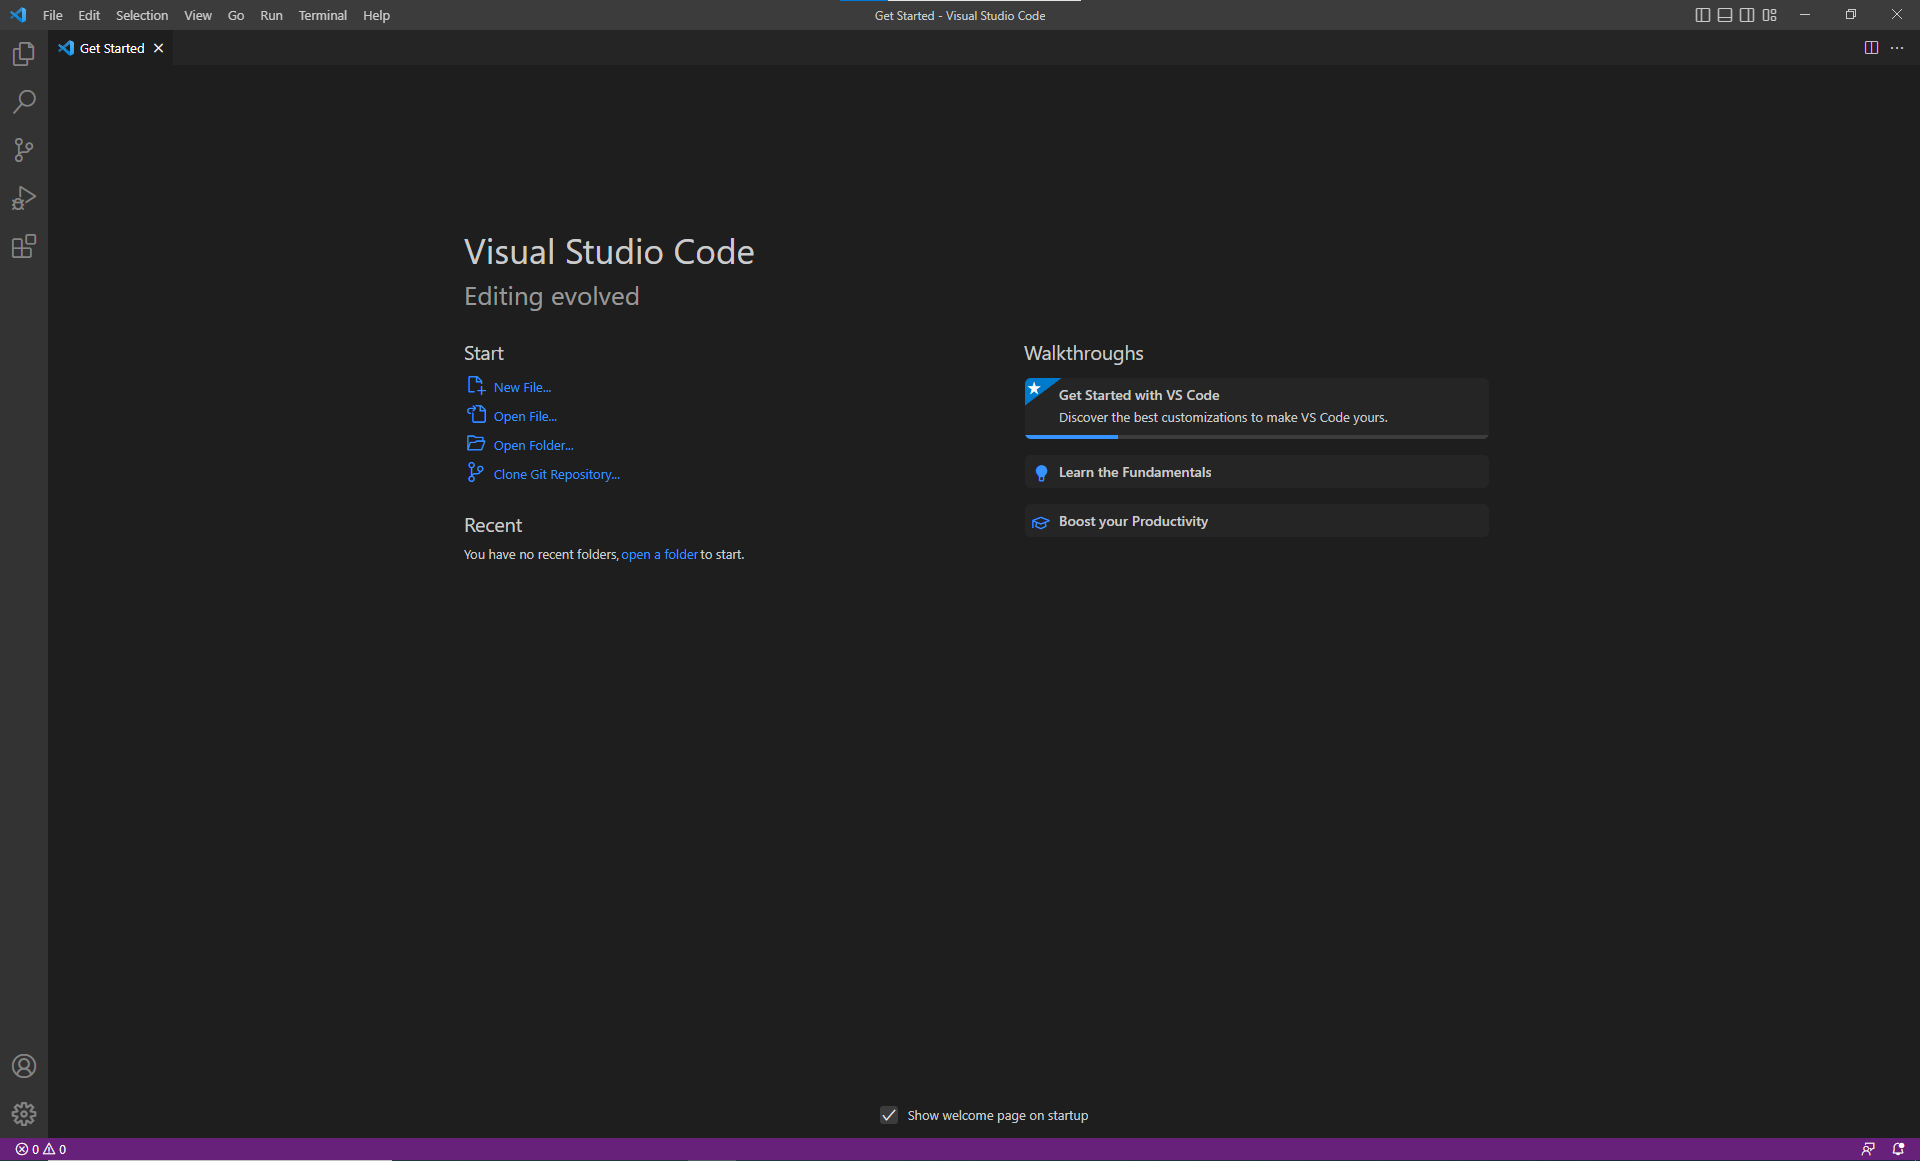 File Edit Selection View Go Run Terminal Help
Get Started - Visual Studio Code
Get Started
Visual Studio Code
Editing evolved
Start
New File...
Open File...
Open Folder...
Clone Git Repository...
Recent
You have no recent folders, open a folder to start.
Walkthroughs
Get Started with VS Code
Discover the best customizations to make VS Code yours.
Learn the Fundamentals
Boost your Productivity
Show welcome page on startup
0 0